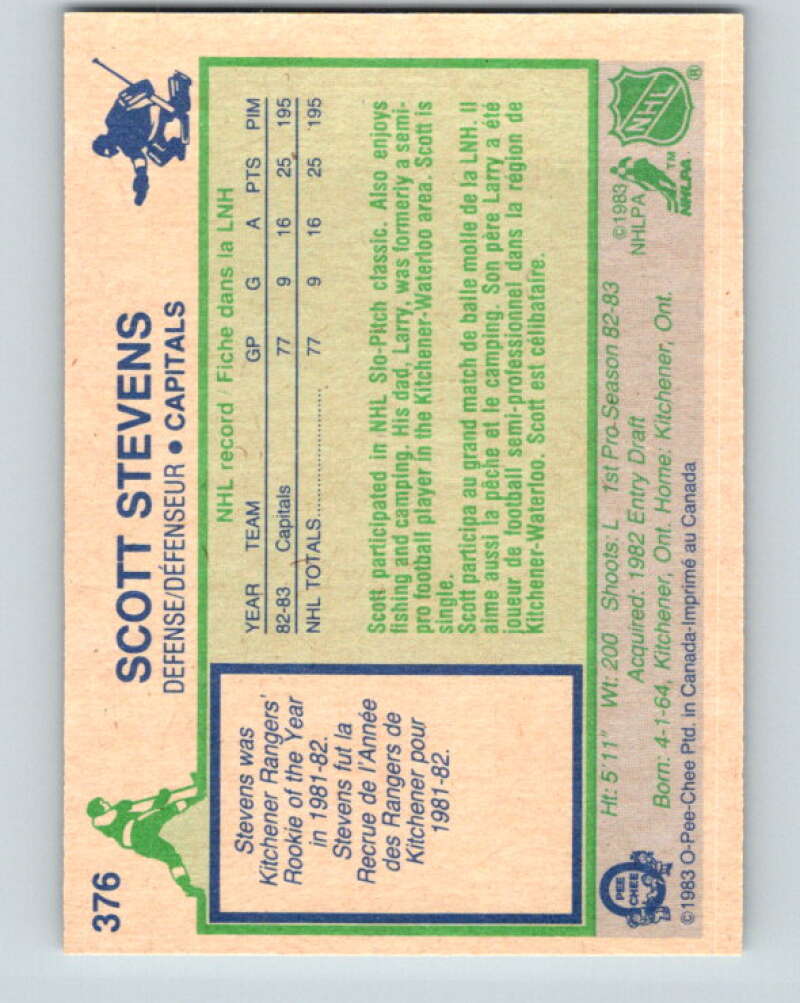 376
SCOTT STEVENS
DEFENSE/DÉFENSEUR • CAPITALS
Stevens was
Kitchener Rangers'
Rookie of the Year
in 1981-82.
Stevens fut la
Recrue de l'Année
des Rangers de
Kitchener pour
1981-82.
NHL record / Fiche dans la LNH
YEAR TEAM GP G A PTS PIM
82-83 Capitals 77 9 16 25 195
NHL TOTALS.................... 77 9 16 25 195
Scott participated in NHL Slo-Pitch classic. Also enjoys
fishing and camping. His dad, Larry, was formerly a semi-
pro football player in the Kitchener-Waterloo area. Scott is
single.
Scott participa au grand match de balle molle de la LNH. Il
aime aussi la pêche et le camping. Son père Larry a été
joueur de football semi-professionnel dans la région de
Kitchener-Waterloo. Scott est célibataire.
Ht: 5'11" Wt: 200 Shoots: L 1st Pro Season 82-83
Acquired: 1982 Entry Draft
Born: 4-1-64, Kitchener, Ont. Home: Kitchener, Ont.
©1983 O-Pee-Chee Ptd. in Canada-Imprimé au Canada
O
PEE
CHEE
©1983
NHLPA
NHLPA™
NHL®